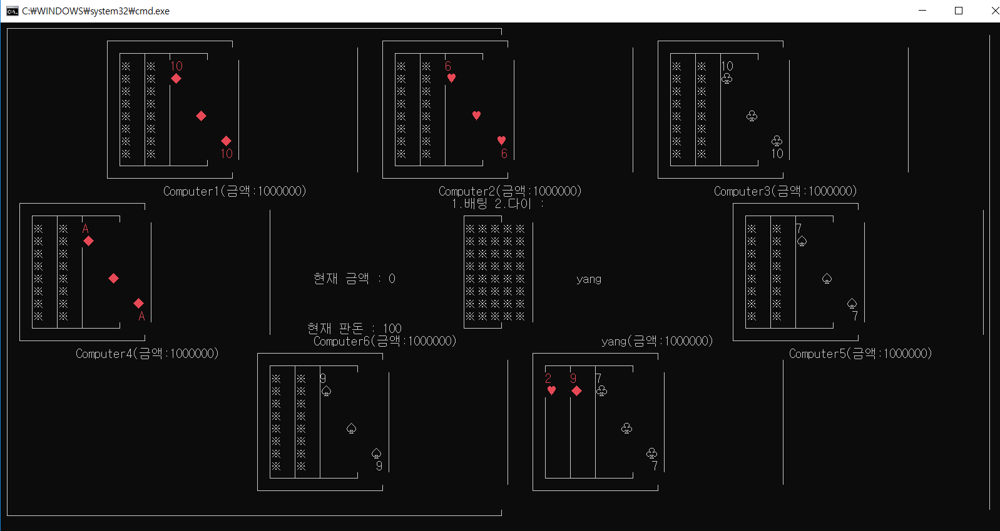 C:₩WINDOWS₩system32₩cmd.exe
※ ※ 10 ※ ※ 6 ※ ※ 10
※ ※ ◆ ※ ※ ♥ ※ ※ ♧
※ ※ ※ ※ ※ ※
※ ※ ※ ※ ※ ※
※ ※ ◆ ※ ※ ♥ ※ ※ ♧
※ ※ ※ ※ ※ ※
※ ※ ◆ ※ ※ ♥ ※ ※ ♧
※ ※ 10 ※ ※ 6 ※ ※ 10
Computer1(금액:1000000) Computer2(금액:1000000) Computer3(금액:1000000)
1.배팅 2.다이 :
※ ※ A ※※※※※ ※ ※ 7
※ ※ ◆ ※※※※※ ※ ※ ♤
※ ※ ※※※※※ ※ ※
※ ※ ※※※※※ ※ ※
※ ※ ◆ 현재 금액 : 0 ※※※※※ yang ※ ※ ♤
※ ※ ※※※※※ ※ ※
※ ※ ◆ ※※※※※ ※ ※ ♤
※ ※ A ※※※※※ ※ ※ 7
현재 판돈 : 100
Computer6(금액:1000000) yang(금액:1000000)
Computer4(금액:1000000) Computer5(금액:1000000)
※ ※ 9 2 9 7
※ ※ ♤ ♥ ◆ ♧
※ ※
※ ※
※ ※ ♤ ♧
※ ※
※ ※ ♤ ♧
※ ※ 9 7